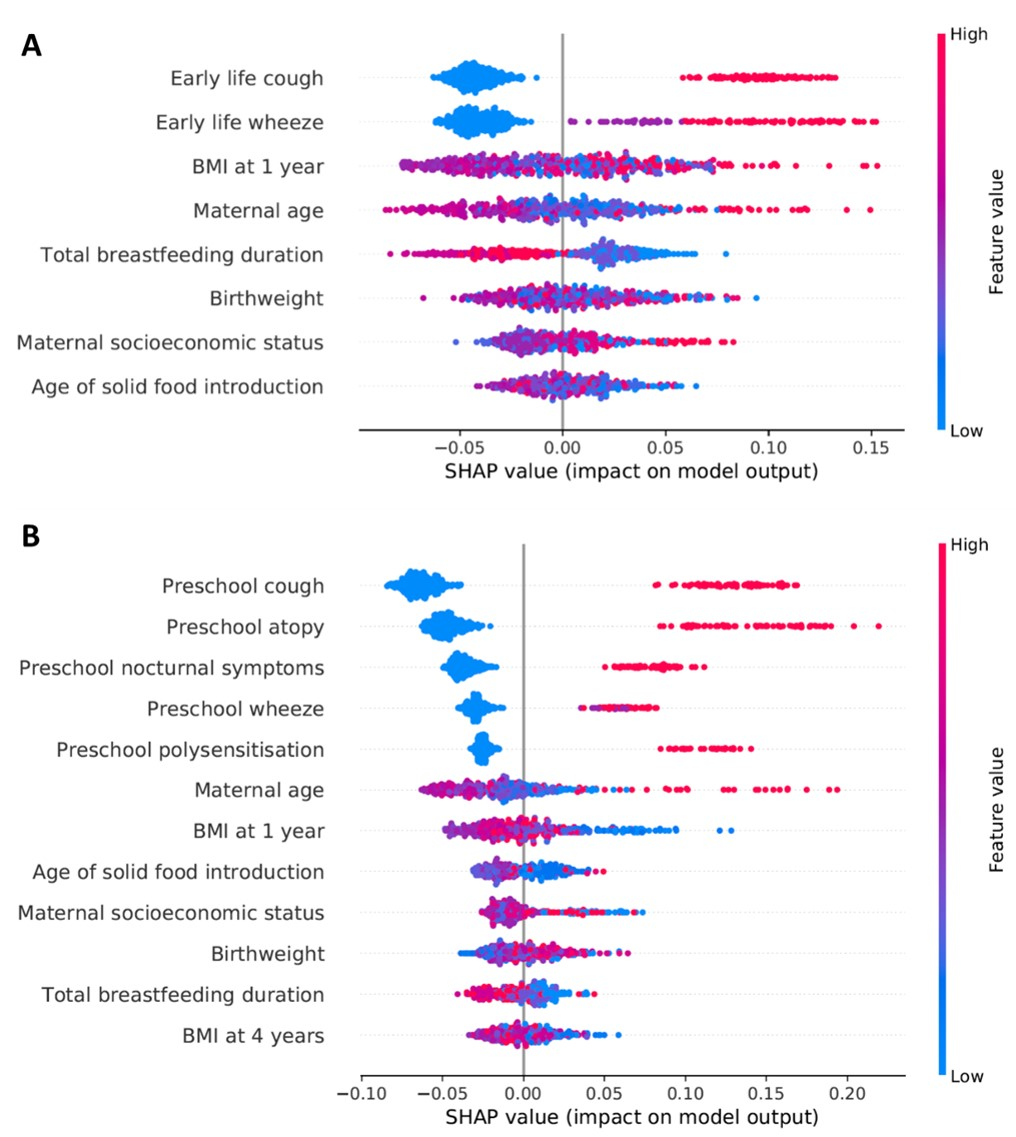 A
High
Early life cough
Early life wheeze
BMI at 1 year
Maternal age
Total breastfeeding duration
Birthweight
Maternal socioeconomic status
Age of solid food introduction
Feature value
Low
−0.05 0.00 0.05 0.10 0.15
SHAP value (impact on model output)
B
High
Preschool cough
Preschool atopy
Preschool nocturnal symptoms
Preschool wheeze
Preschool polysensitisation
Maternal age
BMI at 1 year
Age of solid food introduction
Maternal socioeconomic status
Birthweight
Total breastfeeding duration
BMI at 4 years
Feature value
Low
−0.10 −0.05 0.00 0.05 0.10 0.15 0.20
SHAP value (impact on model output)